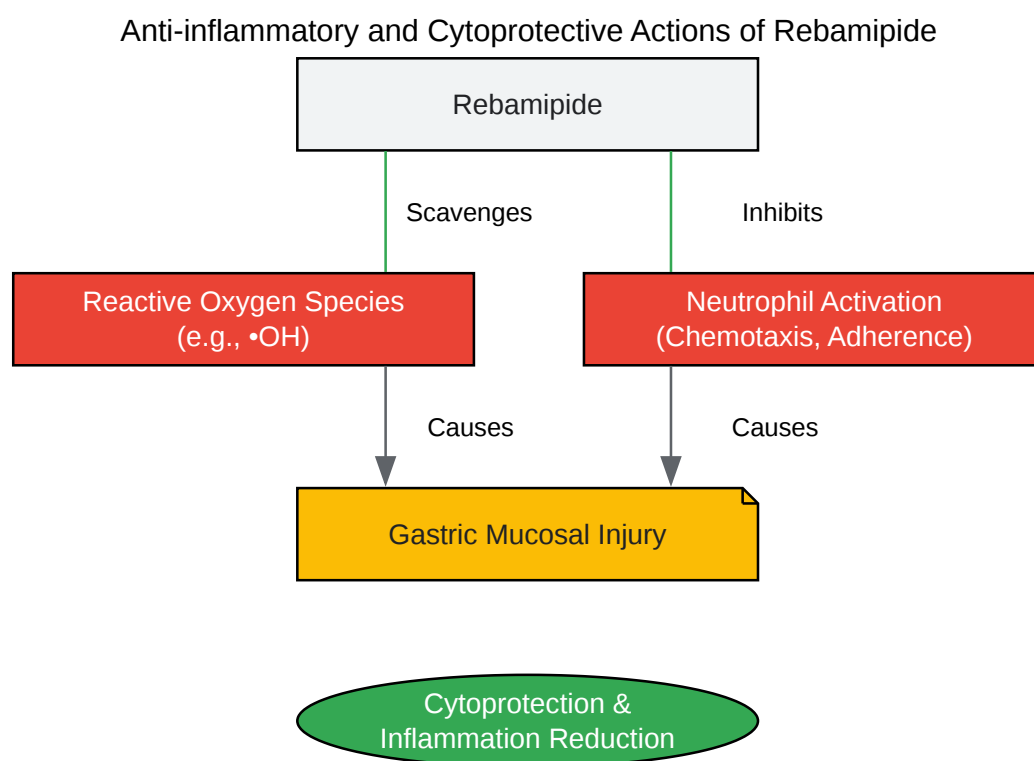 Anti-inflammatory and Cytoprotective Actions of Rebamipide
Rebamipide
Scavenges
Inhibits
Reactive Oxygen Species
(e.g., •OH)
Neutrophil Activation
(Chemotaxis, Adherence)
Causes
Causes
Gastric Mucosal Injury
Cytoprotection &
Inflammation Reduction